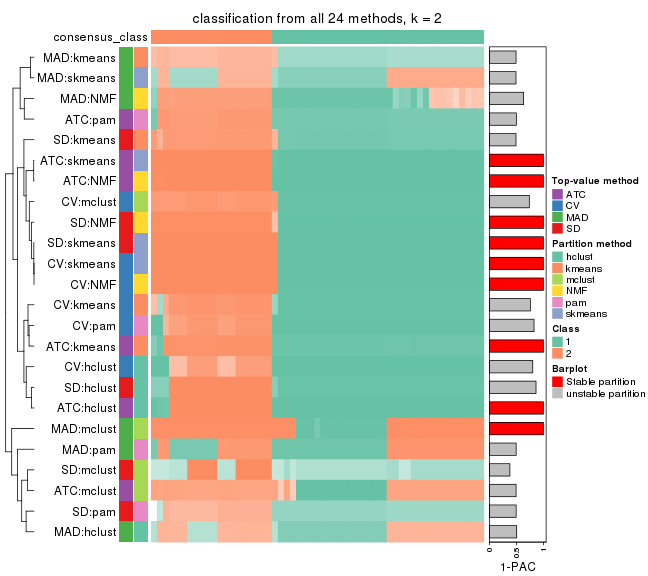 classification from all 24 methods, k = 2
consensus_class
MAD:kmeans
MAD:skmeans
MAD:NMF
ATC:pam
SD:kmeans
ATC:skmeans
ATC:NMF
CV:mclust
SD:NMF
SD:skmeans
CV:skmeans
CV:NMF
CV:kmeans
CV:pam
ATC:kmeans
CV:hclust
SD:hclust
ATC:hclust
MAD:mclust
MAD:pam
SD:mclust
ATC:mclust
SD:pam
MAD:hclust
0
0.5
1
1-PAC
Top-value method
ATC
CV
MAD
SD
Partition method
hclust
kmeans
mclust
NMF
pam
skmeans
Class
1
2
Barplot
Stable partition
unstable partition